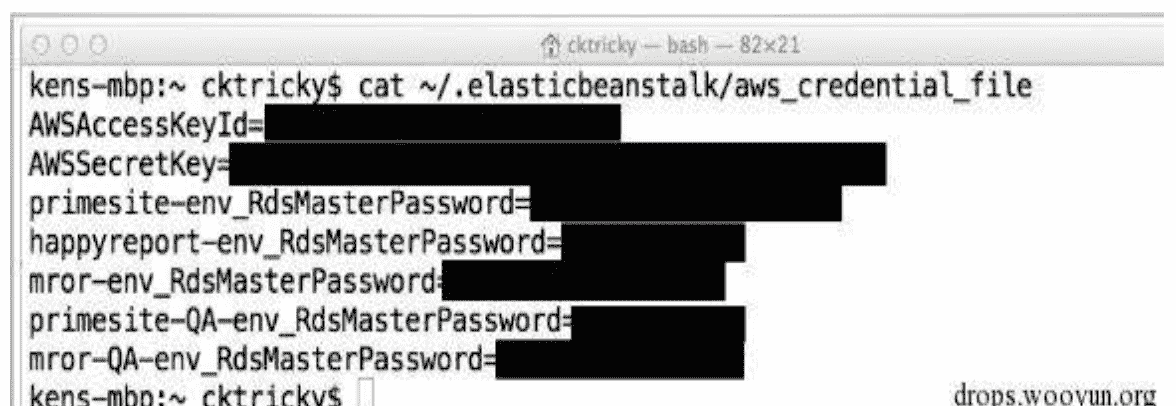 cktricky — bash — 82×21
kens-mbp:~ cktricky$ cat ~/.elasticbeanstalk/aws_credential_file
AWSAccessKeyId=
AWSSecretKey=
primesite-env_RdsMasterPassword=
happyreport-env_RdsMasterPassword=
mror-env_RdsMasterPassword=
primesite-QA-env_RdsMasterPassword=
mror-QA-env_RdsMasterPassword=
kens-mbp:~ cktricky$
drops.wooyun.org